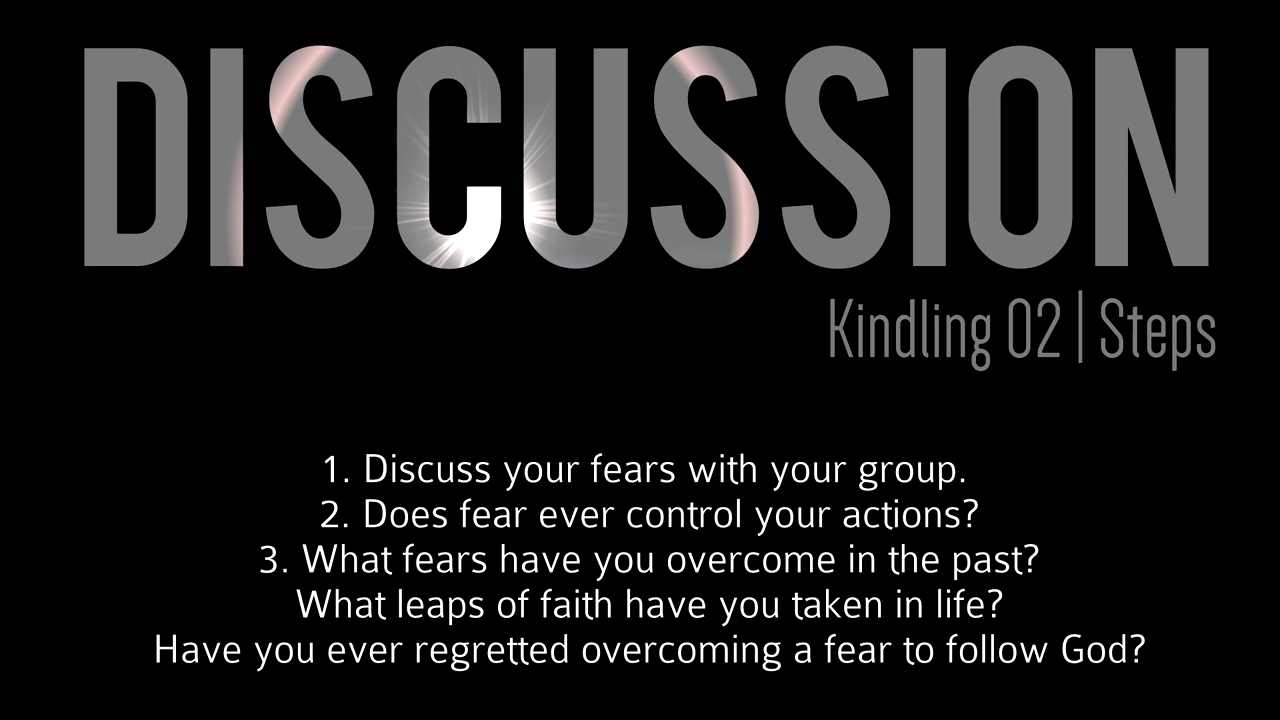 DISCUSSION
Kindling 02 | Steps
1. Discuss your fears with your group.
2. Does fear ever control your actions?
3. What fears have you overcome in the past?
What leaps of faith have you taken in life?
Have you ever regretted overcoming a fear to follow God?